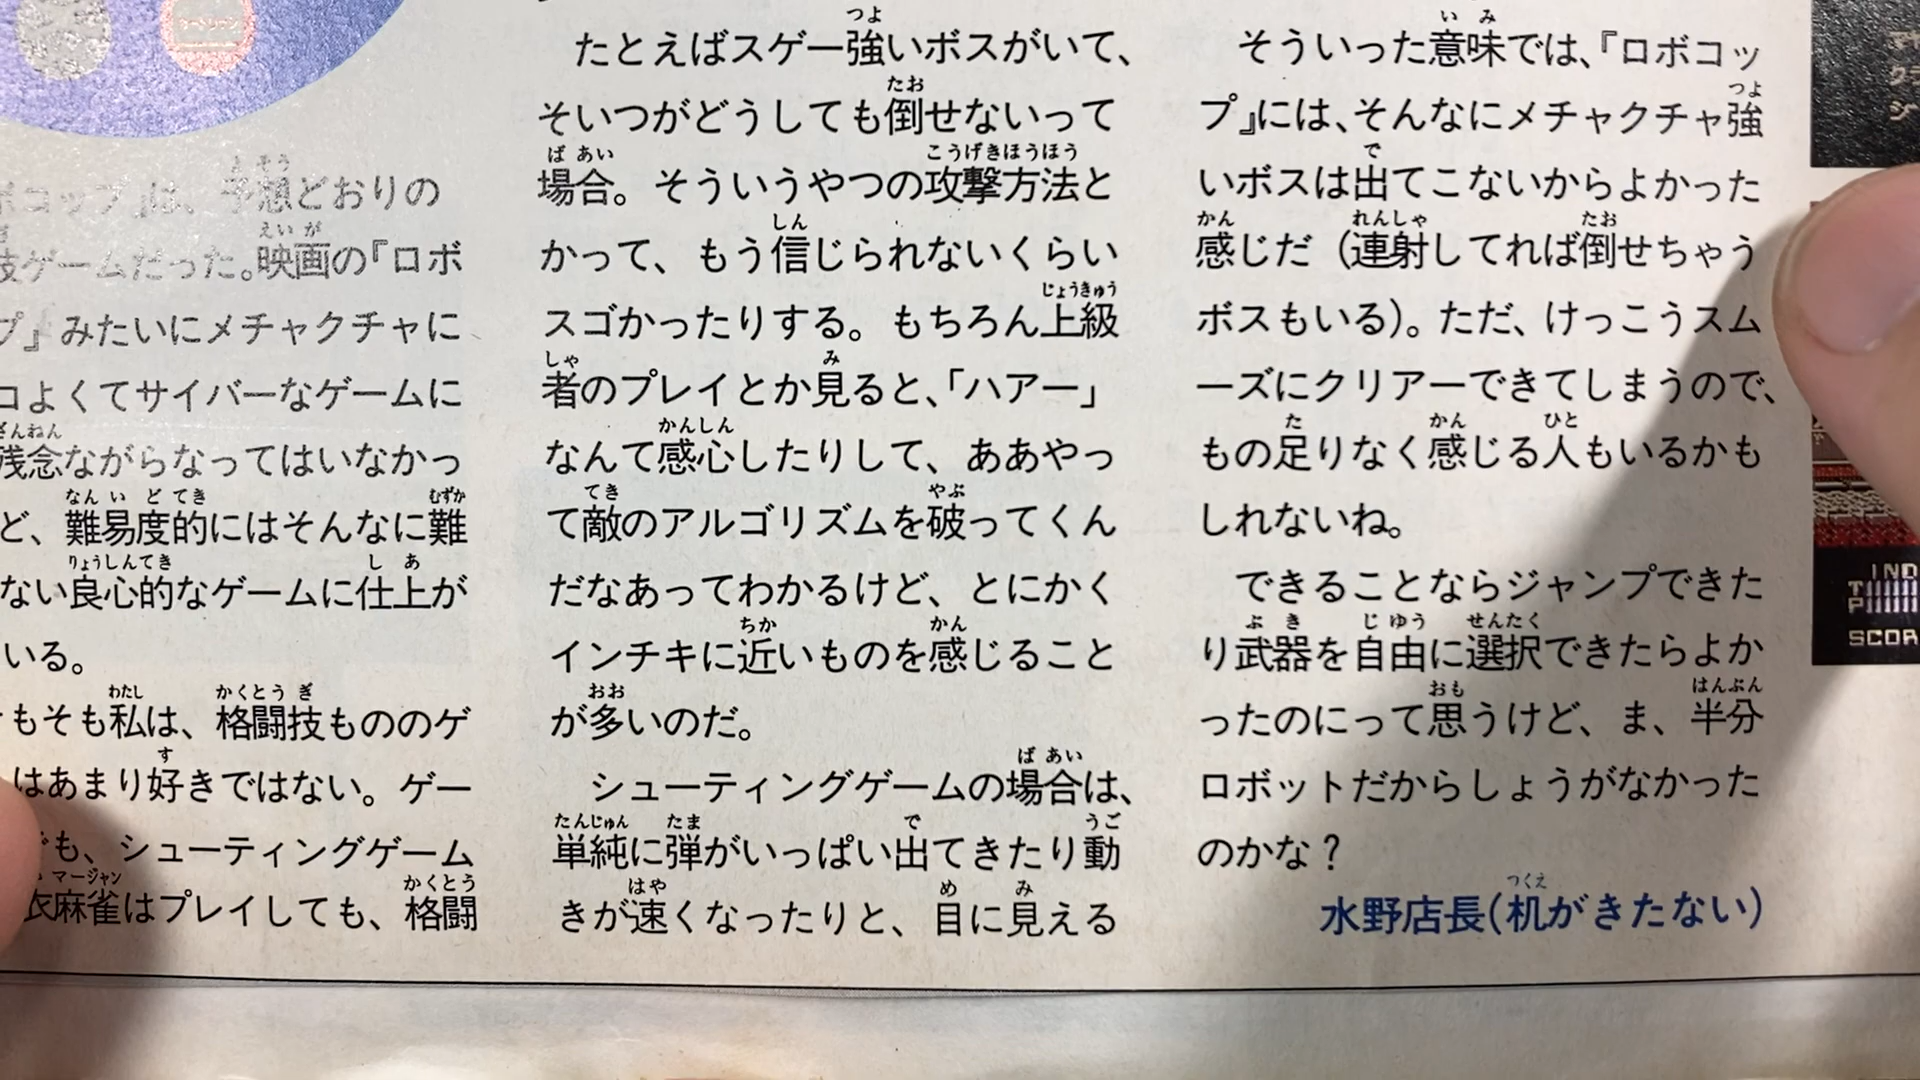 ボコップ』は、予想どおりの
技ゲームだった。映画の『ロボ
プ』みたいにメチャクチャに
コよくてサイバーなゲームに
残念ながらなってはいなかっ
ど、難易度的にはそんなに難
ない良心的なゲームに仕上が
いる。
もそも私は、格闘技もののゲ
はあまり好きではない。ゲー
でも、シューティングゲーム
衣麻雀はプレイしても、格闘
たとえばスゲー強いボスがいて、
そいつがどうしても倒せないって
場合。そういうやつの攻撃方法と
かって、もう信じられないくらい
スゴかったりする。もちろん上級
者のプレイとか見ると、「ハアー」
なんて感心したりして、ああやっ
て敵のアルゴリズムを破ってくん
だなあってわかるけど、とにかく
インチキに近いものを感じること
が多いのだ。
シューティングゲームの場合は、
単純に弾がいっぱい出てきたり動
きが速くなったりと、目に見える
そういった意味では、『ロボコッ
プ』には、そんなにメチャクチャ強
いボスは出てこないからよかった
感じだ（連射してれば倒せちゃう
ボスもいる）。ただ、けっこうスム
ーズにクリアーできてしまうので、
もの足りなく感じる人もいるかも
しれないね。
できることならジャンプできた
り武器を自由に選択できたらよか
ったのにって思うけど、ま、半分
ロボットだからしょうがなかった
のかな？
水野店長（机がきたない）
IND
SCOR